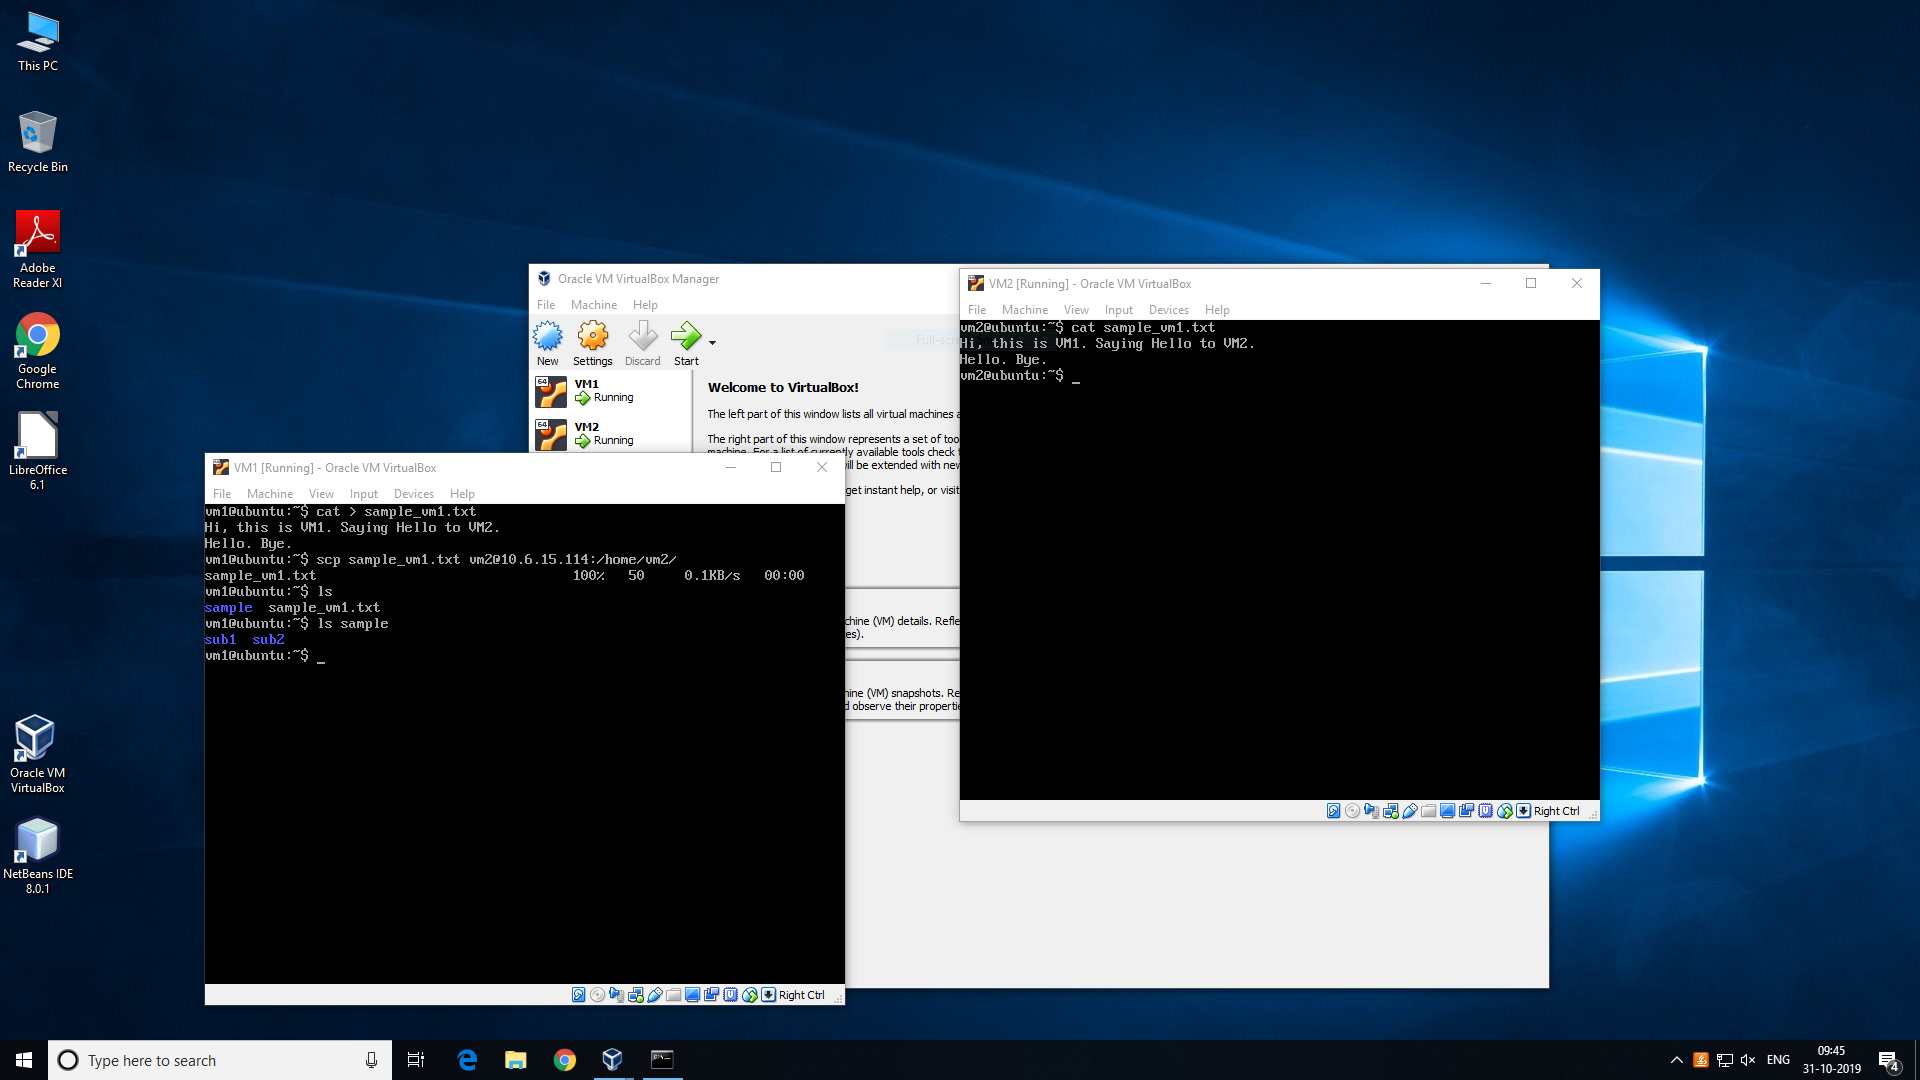 This PC
Recycle Bin
Adobe
Reader XI
Google
Chrome
LibreOffice
6.1
Oracle VM
VirtualBox
NetBeans IDE
8.0.1
Oracle VM VirtualBox Manager
File Machine Help
New Settings Discard Start
64 VM1
Running
64 VM2
Running
Welcome to VirtualBox!
The left part of this window lists all virtual machines a
The right part of this window represents a set of too
machine. For a list of currently available tools check
ill be extended with new
get instant help, or visit
chine (VM) details. Refle
es).
hine (VM) snapshots. Re
d observe their propertie
VM2 [Running] - Oracle VM VirtualBox
File Machine View Input Devices Help
vm2@ubuntu:~$ cat sample_vm1.txt
Hi, this is VM1. Saying Hello to VM2.
Hello. Bye.
vm2@ubuntu:~$ _
Right Ctrl
VM1 [Running] - Oracle VM VirtualBox
File Machine View Input Devices Help
vm1@ubuntu:~$ cat > sample_vm1.txt
Hi, this is VM1. Saying Hello to VM2.
Hello. Bye.
vm1@ubuntu:~$ scp sample_vm1.txt vm2@10.6.15.114:/home/vm2/
sample_vm1.txt 100% 50 0.1KB/s 00:00
vm1@ubuntu:~$ ls
sample sample_vm1.txt
vm1@ubuntu:~$ ls sample
sub1 sub2
vm1@ubuntu:~$ _
Right Ctrl
Type here to search
ENG
09:45
31-10-2019
4